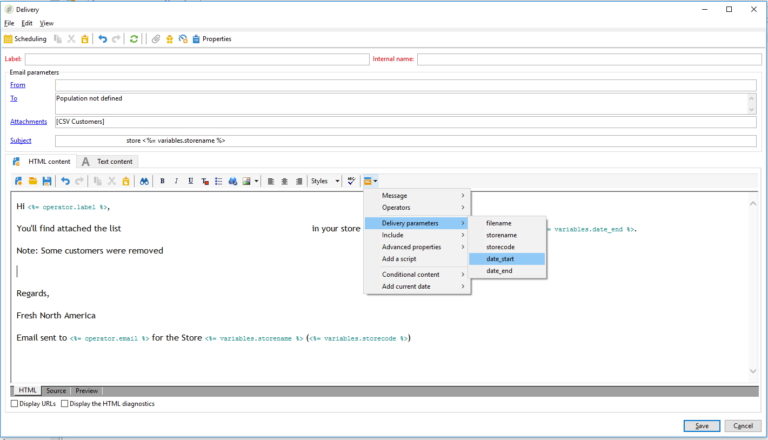 Delivery
File Edit View
Scheduling Properties
Label: Internal name:
Email parameters
From
To Population not defined
Attachments [CSV Customers]
Subject store <%= variables.storename %>
HTML content Text content
B I U Styles
Message
Operators
Delivery parameters
Include
Advanced properties
Add a script
Conditional content
Add current date
filename
storename
storecode
date_start
date_end
Hi <%= operator.label %>,
You'll find attached the list in your store = variables.date_end %>.
Note: Some customers were removed
Regards,
Fresh North America
Email sent to <%= operator.email %> for the Store <%= variables.storename %> (<%= variables.storecode %>)
HTML Source Preview
Display URLs Display the HTML diagnostics
Save Cancel